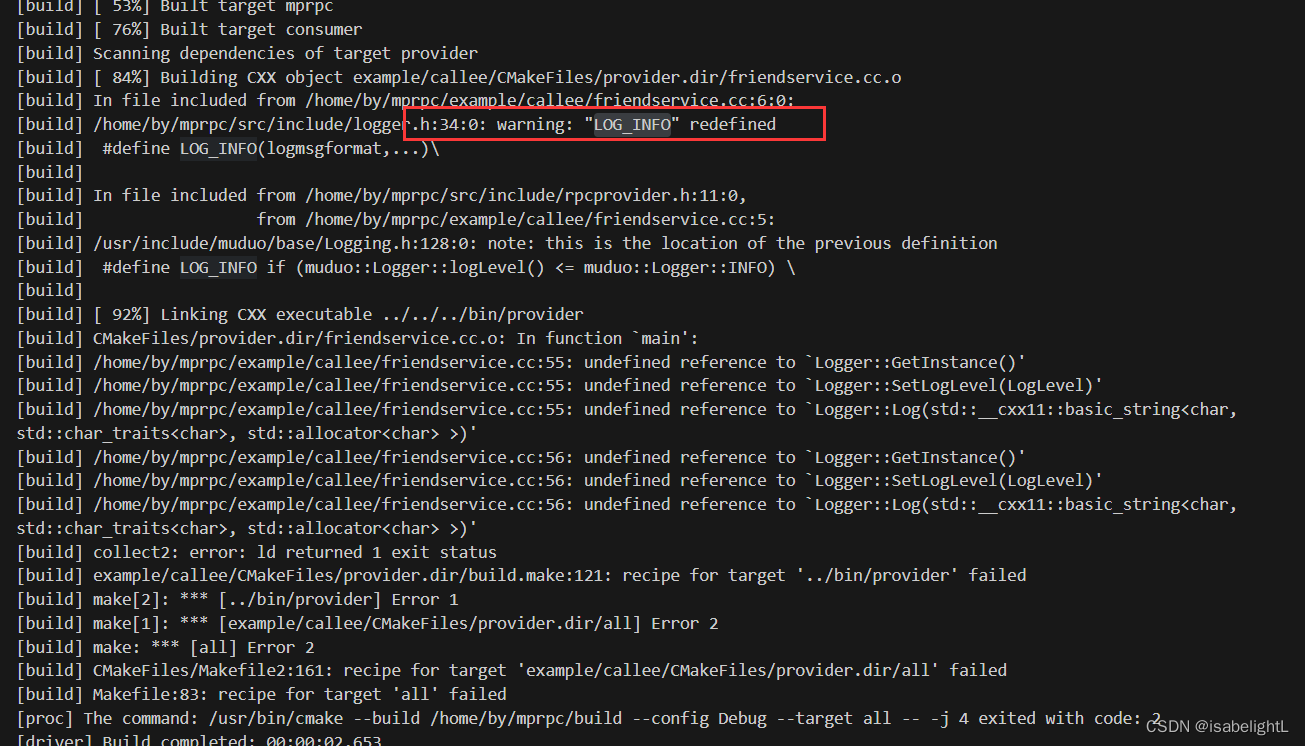 [build] [ 53%] Built target mprpc
[build] [ 76%] Built target consumer
[build] Scanning dependencies of target provider
[build] [ 84%] Building CXX object example/callee/CMakeFiles/provider.dir/friendservice.cc.o
[build] In file included from /home/by/mprpc/example/callee/friendservice.cc:6:0:
[build] /home/by/mprpc/src/include/logger.h:34:0: warning: "LOG_INFO" redefined
[build]  #define LOG_INFO(logmsgformat,...)\
[build]
[build] In file included from /home/by/mprpc/src/include/rpcprovider.h:11:0,
[build]                  from /home/by/mprpc/example/callee/friendservice.cc:5:
[build] /usr/include/muduo/base/Logging.h:128:0: note: this is the location of the previous definition
[build]  #define LOG_INFO if (muduo::Logger::logLevel() <= muduo::Logger::INFO) \
[build]
[build] [ 92%] Linking CXX executable ../../../bin/provider
[build] CMakeFiles/provider.dir/friendservice.cc.o: In function `main':
[build] /home/by/mprpc/example/callee/friendservice.cc:55: undefined reference to `Logger::GetInstance()'
[build] /home/by/mprpc/example/callee/friendservice.cc:55: undefined reference to `Logger::SetLogLevel(LogLevel)'
[build] /home/by/mprpc/example/callee/friendservice.cc:55: undefined reference to `Logger::Log(std::__cxx11::basic_string<char,
std::char_traits<char>, std::allocator<char> >)'
[build] /home/by/mprpc/example/callee/friendservice.cc:56: undefined reference to `Logger::GetInstance()'
[build] /home/by/mprpc/example/callee/friendservice.cc:56: undefined reference to `Logger::SetLogLevel(LogLevel)'
[build] /home/by/mprpc/example/callee/friendservice.cc:56: undefined reference to `Logger::Log(std::__cxx11::basic_string<char,
std::char_traits<char>, std::allocator<char> >)'
[build] collect2: error: ld returned 1 exit status
[build] example/callee/CMakeFiles/provider.dir/build.make:121: recipe for target '../bin/provider' failed
[build] make[2]: *** [../bin/provider] Error 1
[build] make[1]: *** [example/callee/CMakeFiles/provider.dir/all] Error 2
[build] make: *** [all] Error 2
[build] CMakeFiles/Makefile2:161: recipe for target 'example/callee/CMakeFiles/provider.dir/all' failed
[build] Makefile:83: recipe for target 'all' failed
[proc] The command: /usr/bin/cmake --build /home/by/mprpc/build --config Debug --target all -- -j 4 exited with code: 2
CSDN @isabelightL
[driver] Build completed: 00:00:02.653